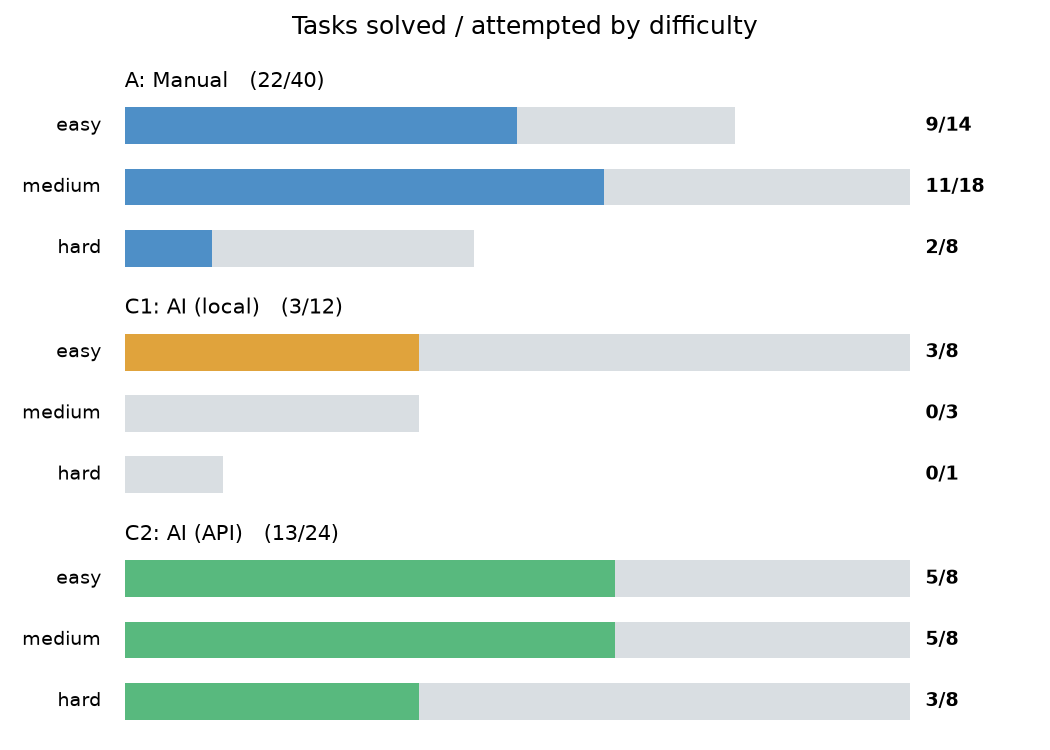 Tasks solved / attempted by difficulty
A: Manual (22/40)
easy 9/14
medium 11/18
hard 2/8
C1: AI (local) (3/12)
easy 3/8
medium 0/3
hard 0/1
C2: AI (API) (13/24)
easy 5/8
medium 5/8
hard 3/8